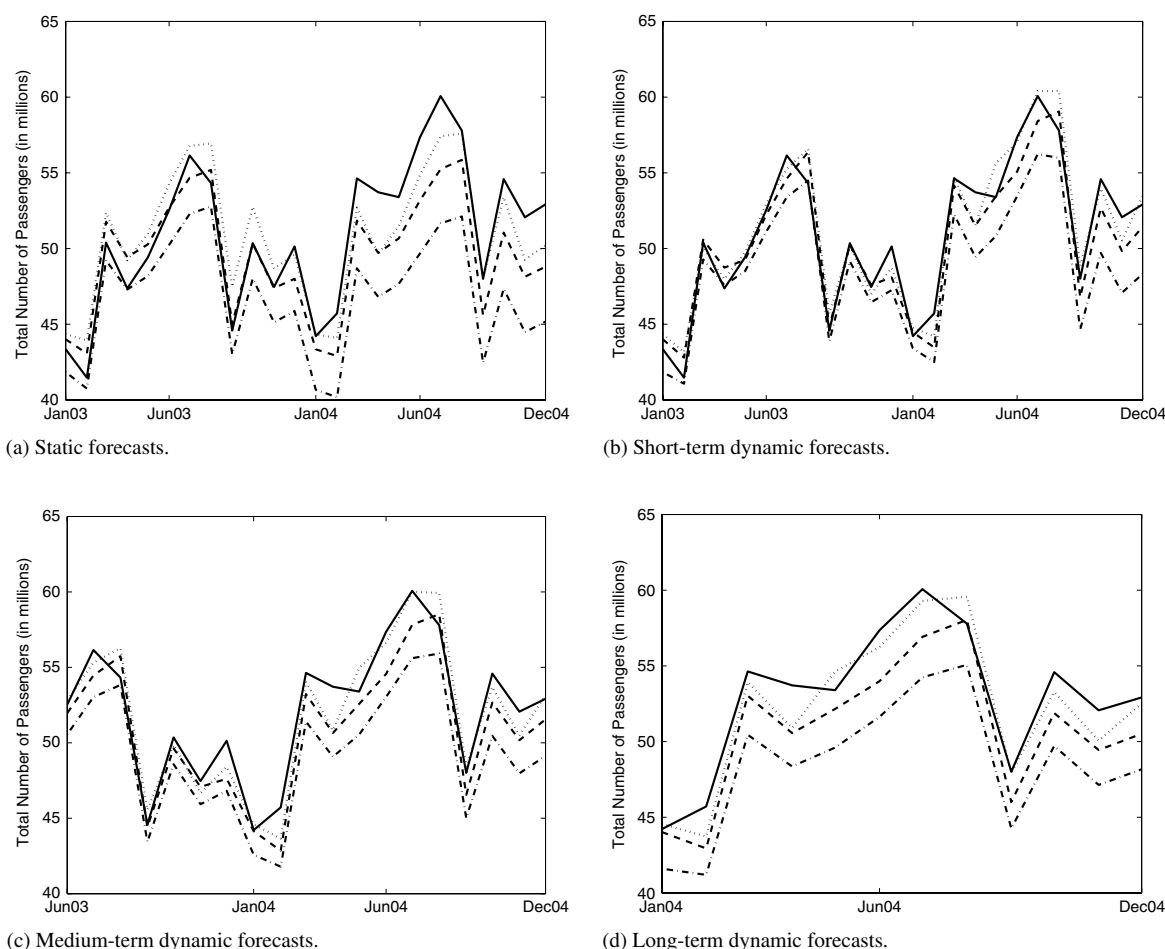 65
60
55
50
45
40
Total Number of Passengers (in millions)
Jan03 Jun03 Jan04 Jun04 Dec04
(a) Static forecasts.
65
60
55
50
45
40
Total Number of Passengers (in millions)
Jan03 Jun03 Jan04 Jun04 Dec04
(b) Short-term dynamic forecasts.
65
60
55
50
45
40
Total Number of Passengers (in millions)
Jun03 Jan04 Jun04 Dec04
(c) Medium-term dynamic forecasts.
65
60
55
50
45
40
Total Number of Passengers (in millions)
Jan04 Jun04 Dec04
(d) Long-term dynamic forecasts.